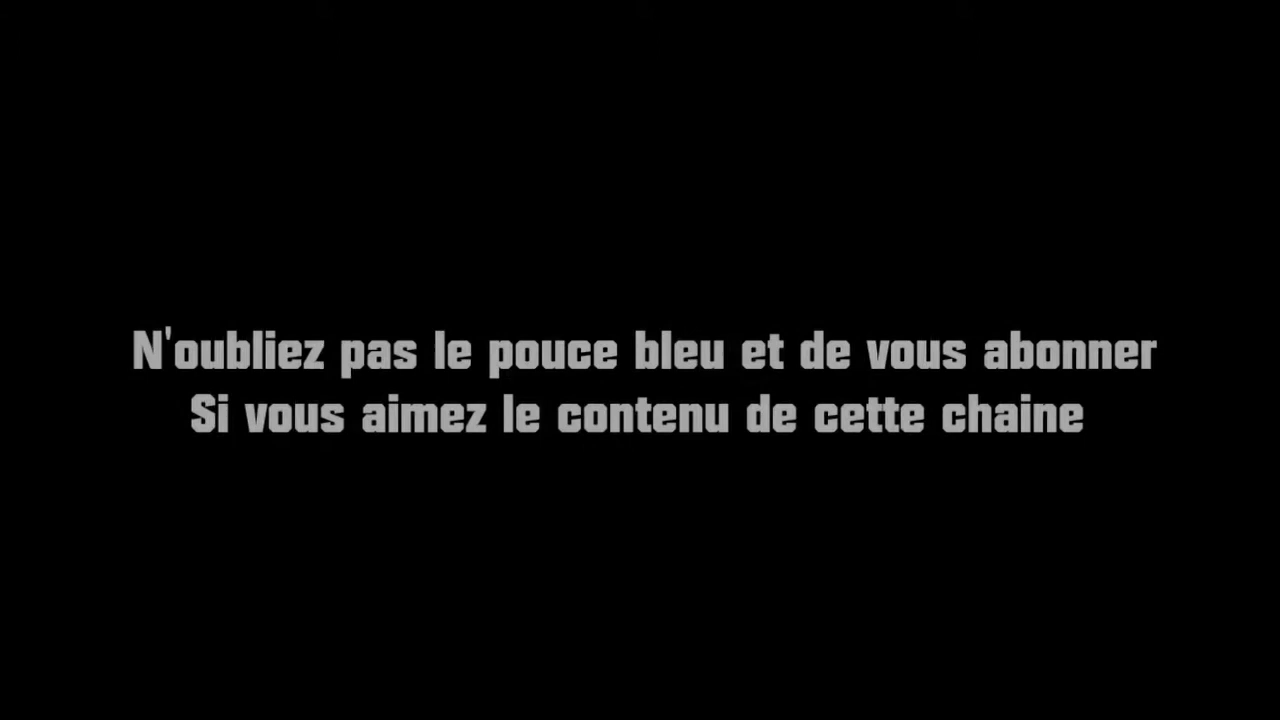 N'oubliez pas le pouce bleu et de vous abonner
Si vous aimez le contenu de cette chaine